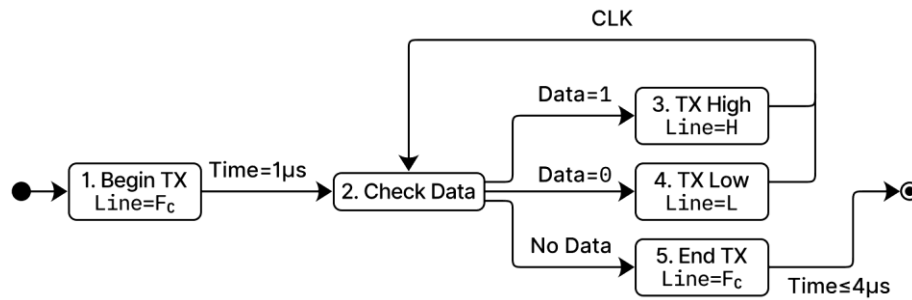 CLK
Data=1
3. TX High
Line=H
1. Begin TX
Line=Fc
Time=1μs
2. Check Data
Data=0
4. TX Low
Line=L
No Data
5. End TX
Line=Fc
Time≤4μs